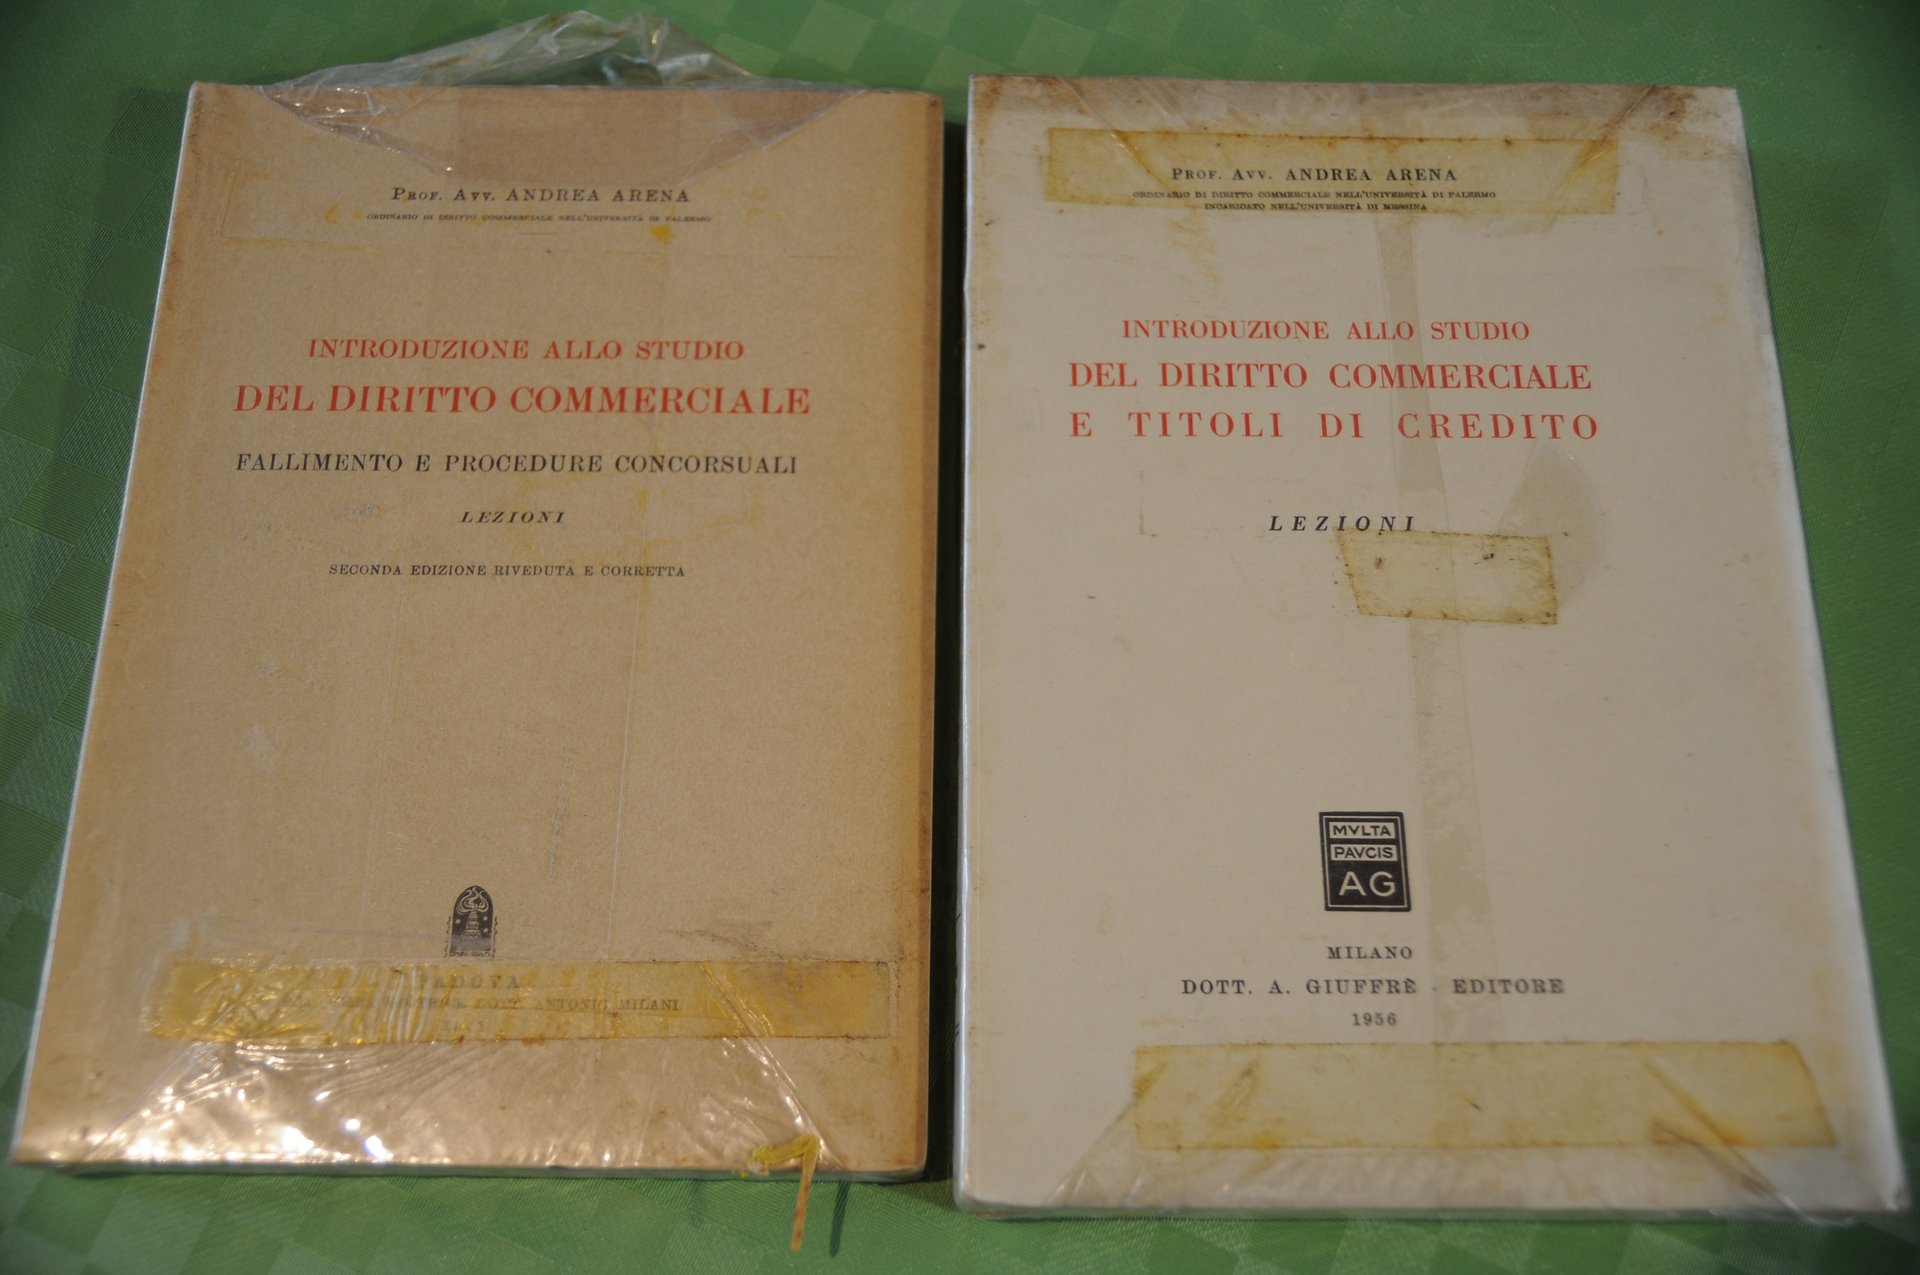 PROF. AVV. ANDREA ARENA
ORDINARIO DI DIRITTO COMMERCIALE NELL'UNIVERSITÀ DI PALERMO
INTRODUZIONE ALLO STUDIO
DEL DIRITTO COMMERCIALE
FALLIMENTO E PROCEDURE CONCORSUALI
LEZIONI
SECONDA EDIZIONE RIVEDUTA E CORRETTA
PADOVA
DOTT. ANTONIO MILANI
PROF. AVV. ANDREA ARENA
ORDINARIO DI DIRITTO COMMERCIALE NELL'UNIVERSITÀ DI PALERMO
INCARICATO NELL'UNIVERSITÀ DI MESSINA
INTRODUZIONE ALLO STUDIO
DEL DIRITTO COMMERCIALE
E TITOLI DI CREDITO
LEZIONI
MVLTA
PAVCIS
AG
MILANO
DOTT. A. GIUFFRÈ - EDITORE
1956